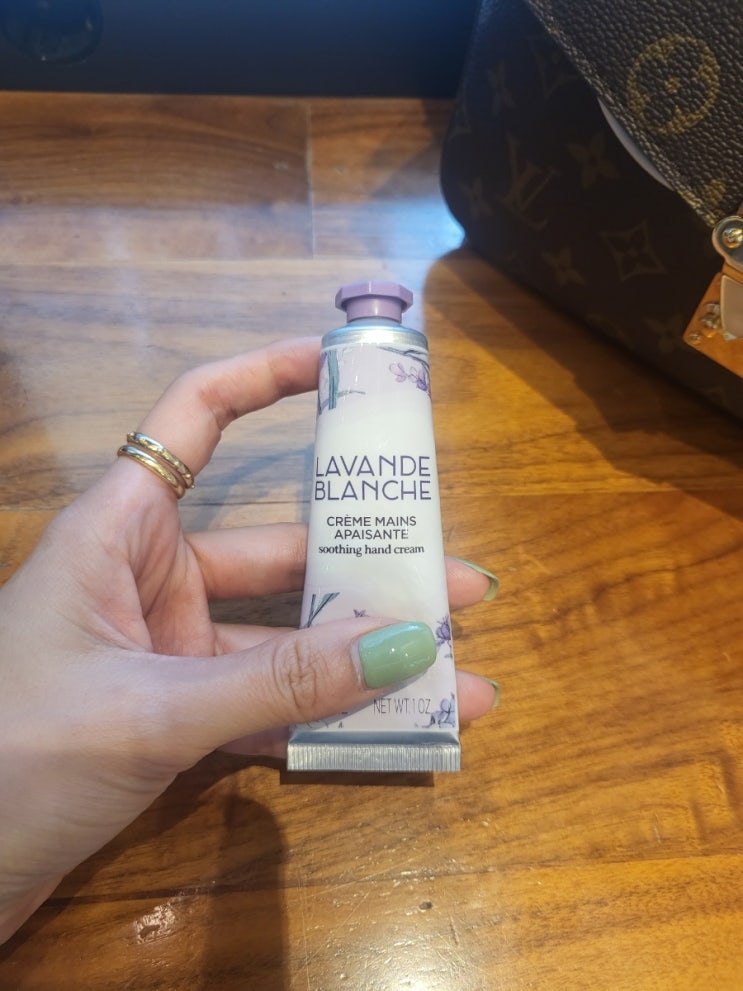 LAVANDE
BLANCHE
CRÈME MAINS
APAISANTE
soothing hand cream
NET WT. 1 OZ